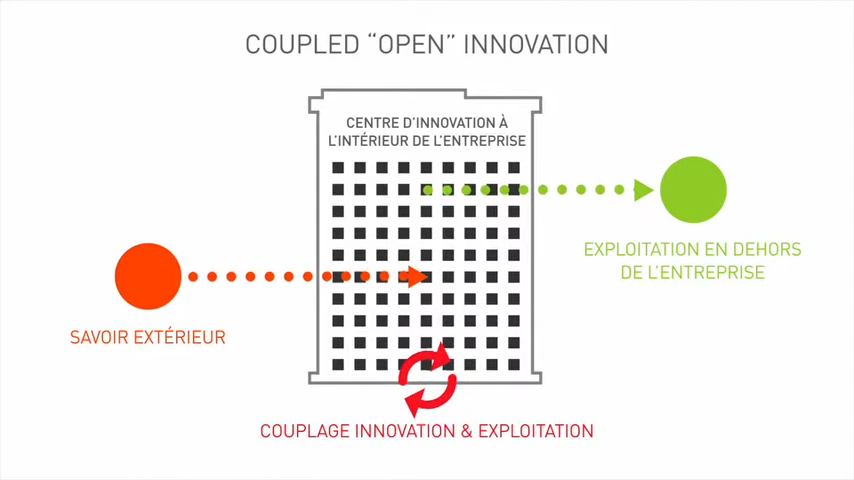 COUPLED “OPEN” INNOVATION
CENTRE D’INNOVATION À
L’INTÉRIEUR DE L’ENTREPRISE
EXPLOITATION EN DEHORS
DE L’ENTREPRISE
SAVOIR EXTÉRIEUR
COUPLAGE INNOVATION & EXPLOITATION